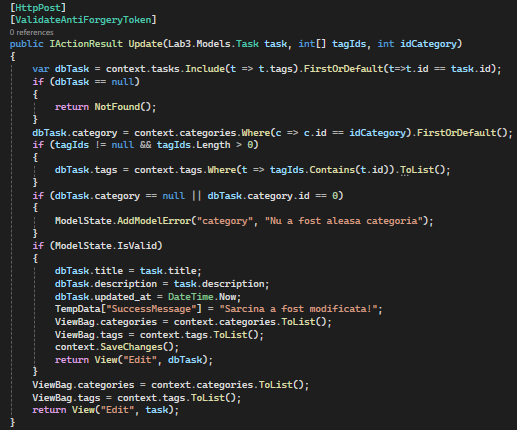 [HttpPost]
[ValidateAntiForgeryToken]
0 references
public IActionResult Update(Lab3.Models.Task task, int[] tagIds, int idCategory)
{
var dbTask = context.tasks.Include(t => t.tags).FirstOrDefault(t=>t.id == task.id);
if (dbTask == null)
{
return NotFound();
}
dbTask.category = context.categories.Where(c => c.id == idCategory).FirstOrDefault();
if (tagIds != null && tagIds.Length > 0)
{
dbTask.tags = context.tags.Where(t => tagIds.Contains(t.id)).ToList();
}
if (dbTask.category == null || dbTask.category.id == 0)
{
ModelState.AddModelError("category", "Nu a fost aleasa categoria");
}
if (ModelState.IsValid)
{
dbTask.title = task.title;
dbTask.description = task.description;
dbTask.updated_at = DateTime.Now;
TempData["SuccessMessage"] = "Sarcina a fost modificata!";
ViewBag.categories = context.categories.ToList();
ViewBag.tags = context.tags.ToList();
context.SaveChanges();
return View("Edit", dbTask);
}
ViewBag.categories = context.categories.ToList();
ViewBag.tags = context.tags.ToList();
return View("Edit", task);
}